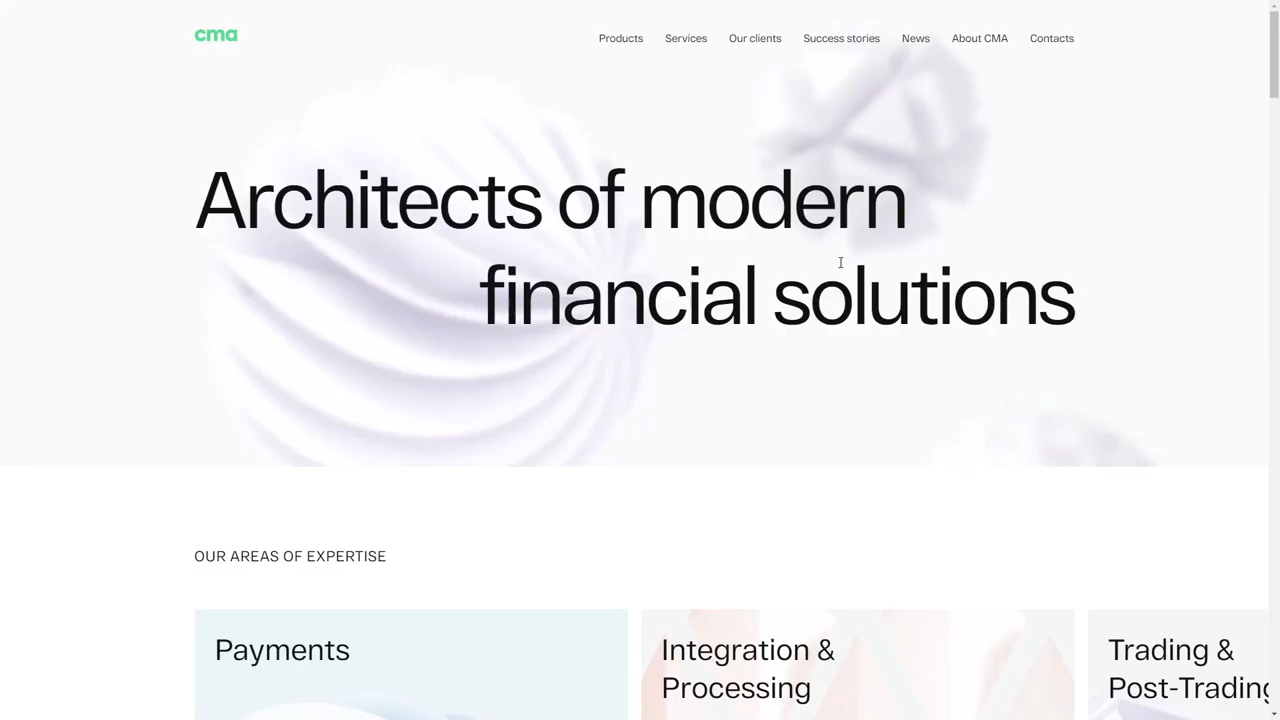 cma
Products Services Our clients Success stories News About CMA Contacts
Architects of modern
financial solutions
OUR AREAS OF EXPERTISE
Payments
Integration &
Processing
Trading &
Post-Trading